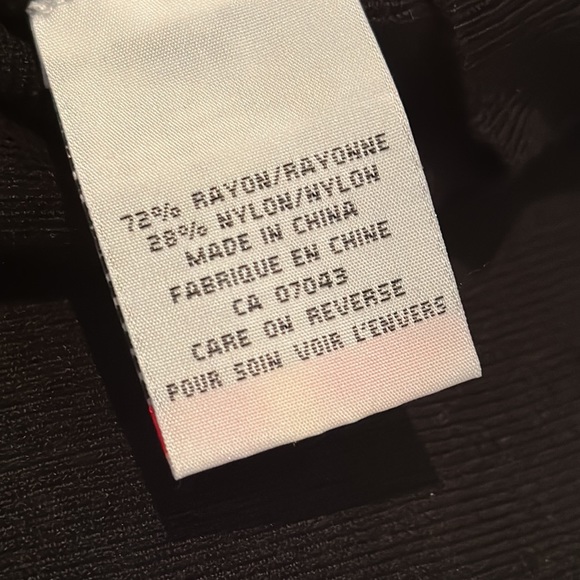 72% RAYON/RAYONNE
28% NYLON/NYLON
MADE IN CHINA
FABRIQUE EN CHINE
CA 07043
CARE ON REVERSE
POUR SOIN VOIR L'ENVERS